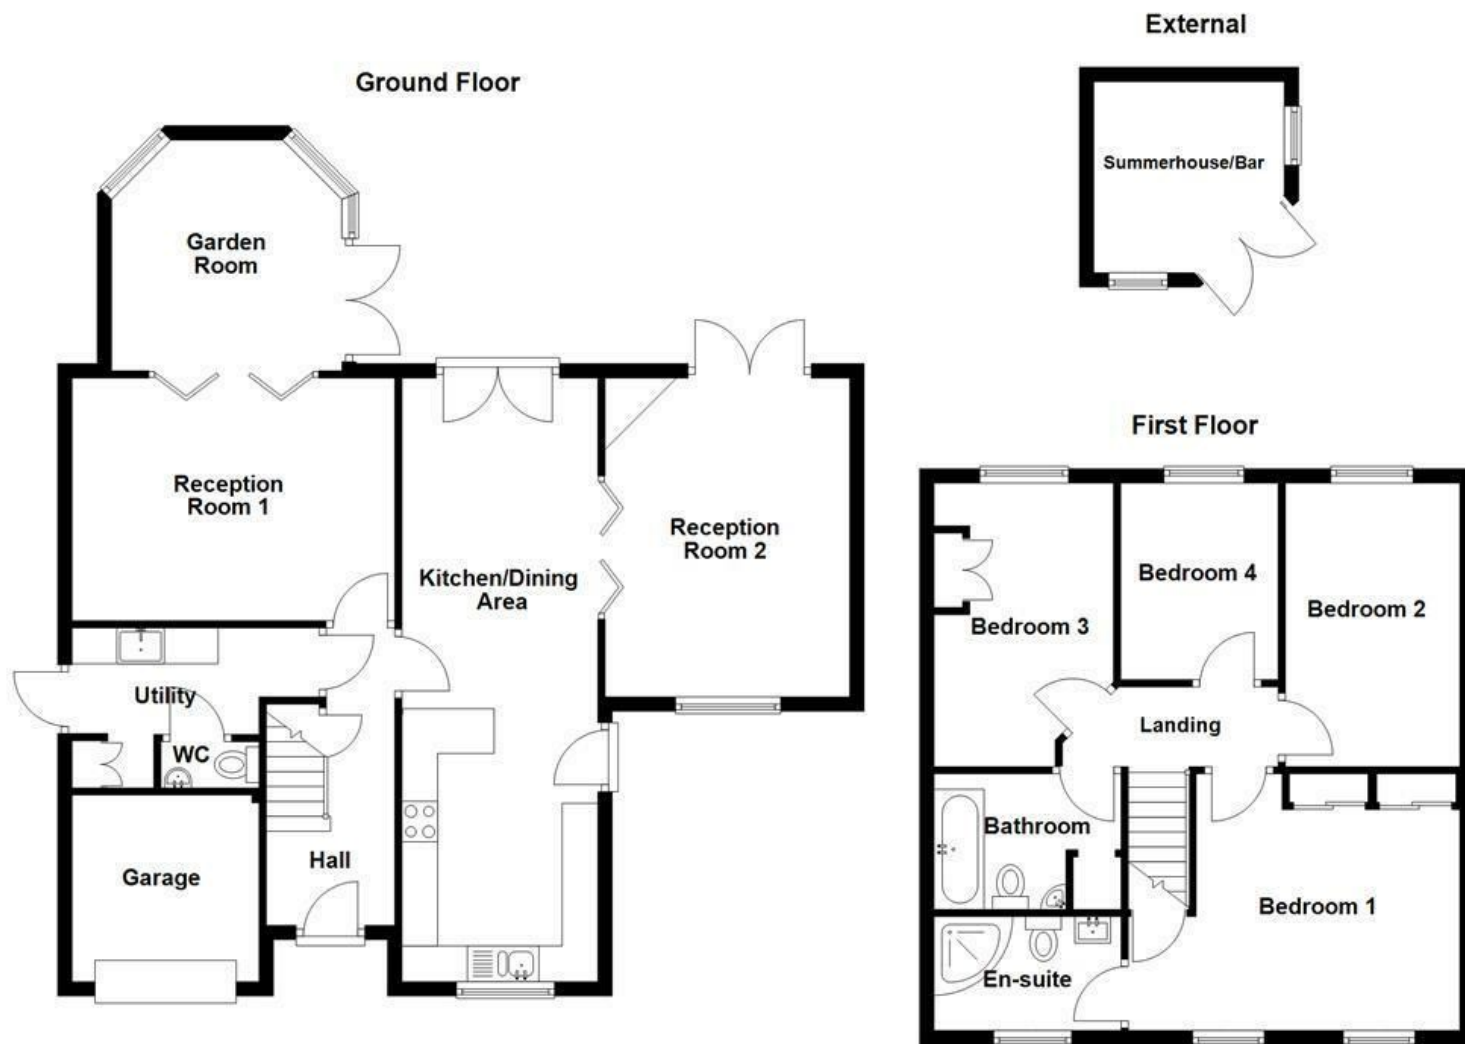 External
Ground Floor
Summerhouse/Bar
Garden
Room
First Floor
Reception
Room 1
Reception
Room 2
Kitchen/Dining
Area
Utility
WC
Hall
Garage
Bedroom 4
Bedroom 2
Bedroom 3
Landing
Bathroom
Bedroom 1
En-suite